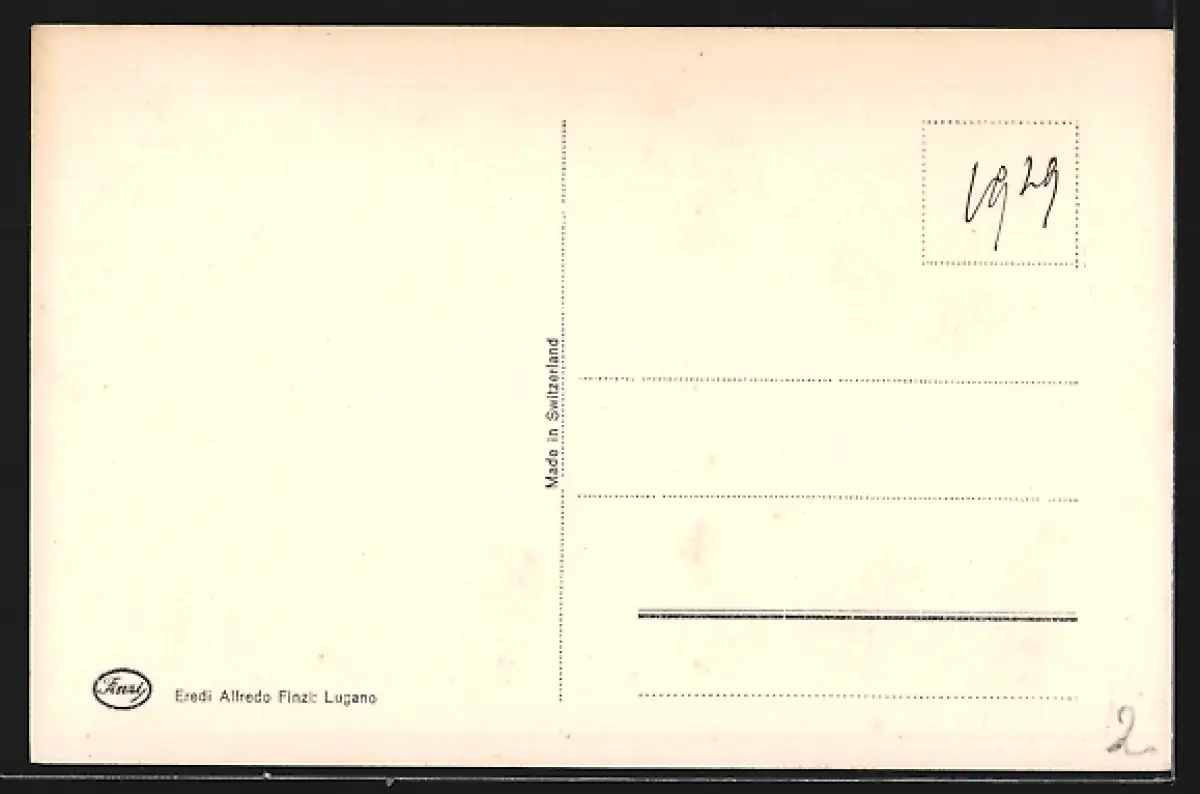 1929
Made in Switzerland
Finzi
Eredi Alfredo Finzi: Lugano
2